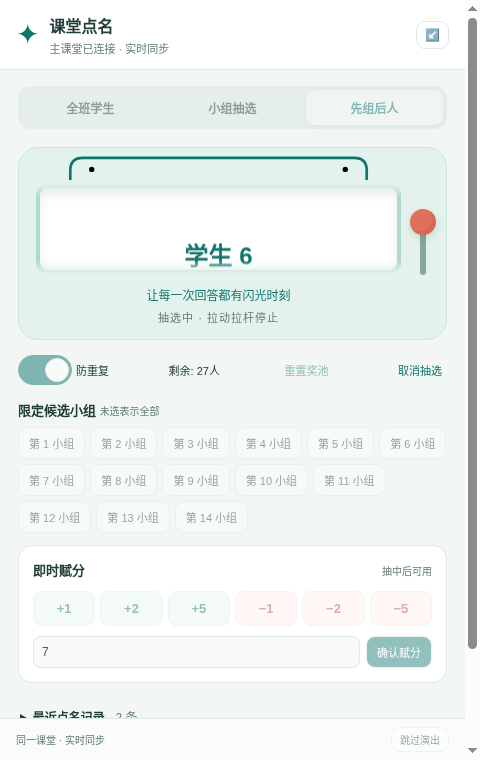 课堂点名
主课堂已连接 · 实时同步
全班学生 小组抽选 先组后人
学生 6
让每一次回答都有闪光时刻
抽选中 · 拉动拉杆停止
防重复 剩余: 27人 重置奖池 取消抽选
限定候选小组 未选表示全部
第 1 小组 第 2 小组 第 3 小组 第 4 小组 第 5 小组 第 6 小组
第 7 小组 第 8 小组 第 9 小组 第 10 小组 第 11 小组
第 12 小组 第 13 小组 第 14 小组
即时赋分 抽中后可用
+1 +2 +5 −1 −2 −5
7 确认赋分
最近点名记录 · 2 条
同一课堂 · 实时同步 跳过演出